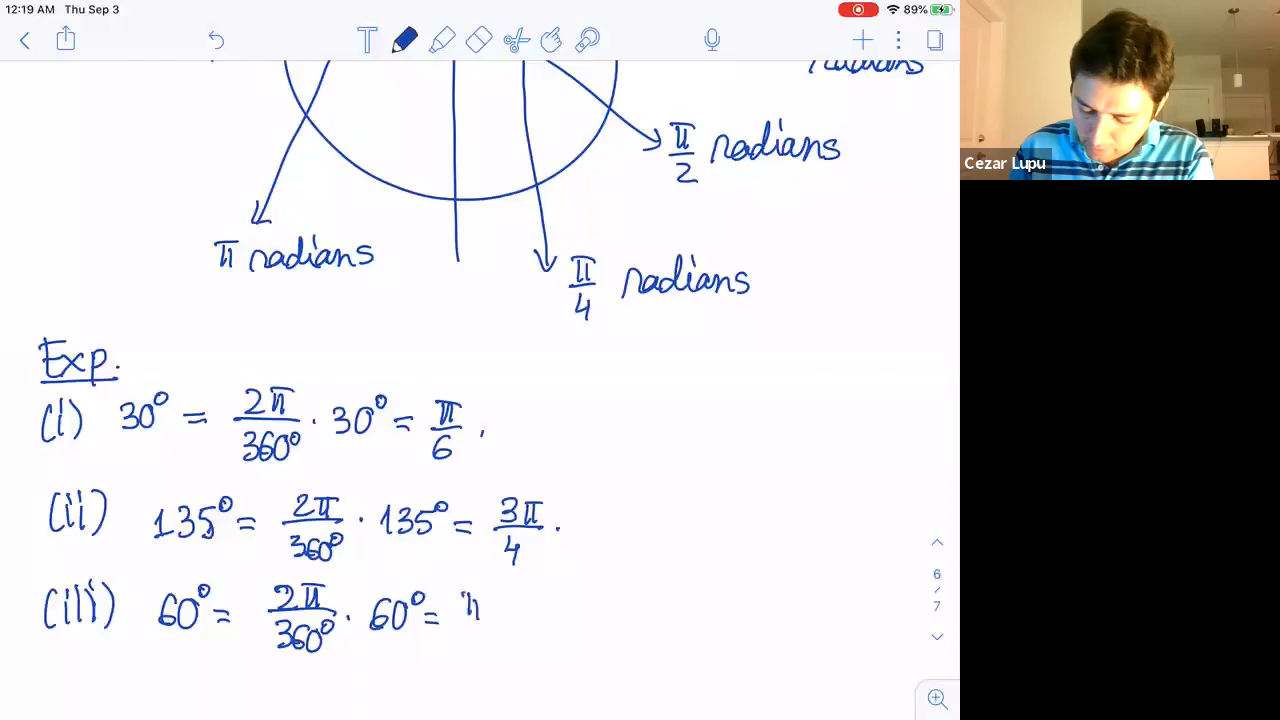 12:19 AM Thu Sep 3
89%
radians
π/2 radians
Cezar Lupu
π radians
π/4 radians
Exp.
(i) 30° = 2π/360° · 30° = π/6 .
(ii) 135° = 2π/360° · 135° = 3π/4 .
(iii) 60° = 2π/360° · 60° =
6
/
7